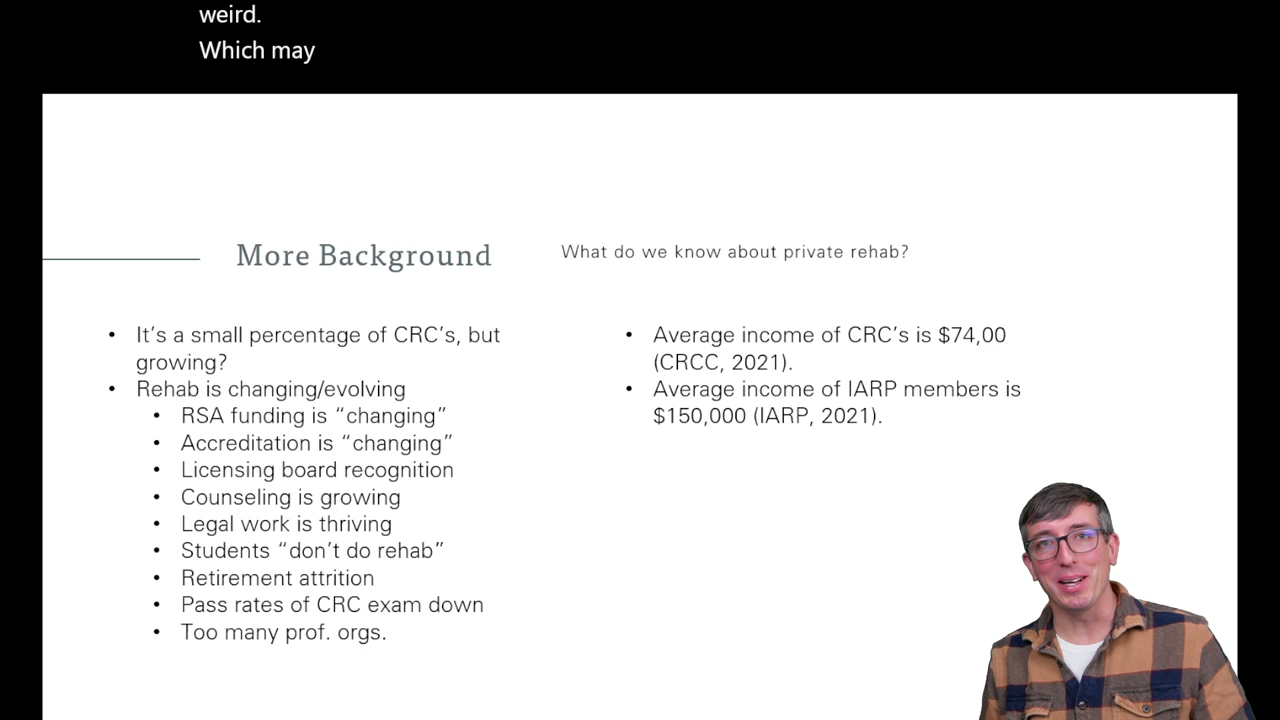 weird.
Which may
More Background
What do we know about private rehab?
• It’s a small percentage of CRC’s, but
growing?
• Rehab is changing/evolving
• RSA funding is “changing”
• Accreditation is “changing”
• Licensing board recognition
• Counseling is growing
• Legal work is thriving
• Students “don’t do rehab”
• Retirement attrition
• Pass rates of CRC exam down
• Too many prof. orgs.
• Average income of CRC’s is $74,00
(CRCC, 2021).
• Average income of IARP members is
$150,000 (IARP, 2021).